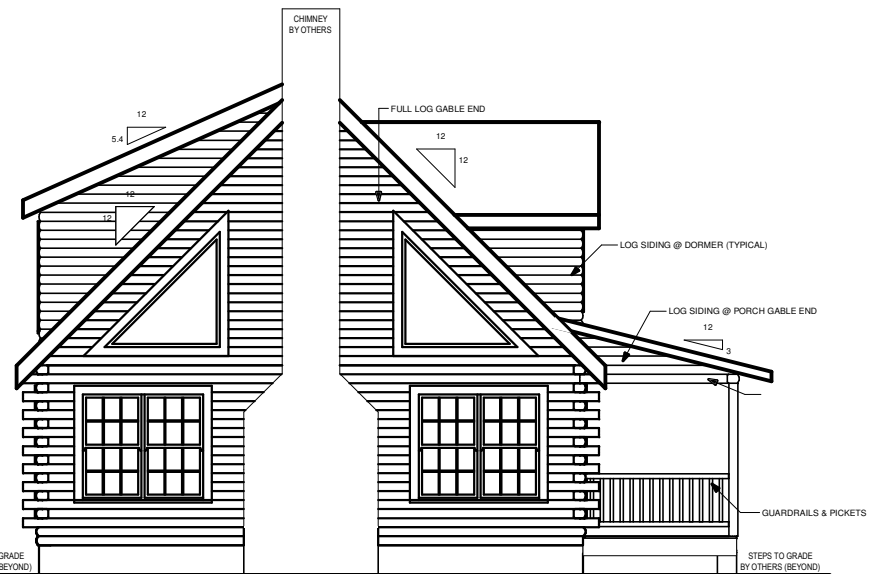 CHIMNEY
BY OTHERS
12
5.4
FULL LOG GABLE END
12
12
12
12
LOG SIDING @ DORMER (TYPICAL)
LOG SIDING @ PORCH GABLE END
12
3
GUARDRAILS & PICKETS
GRADE
BEYOND)
STEPS TO GRADE
BY OTHERS (BEYOND)